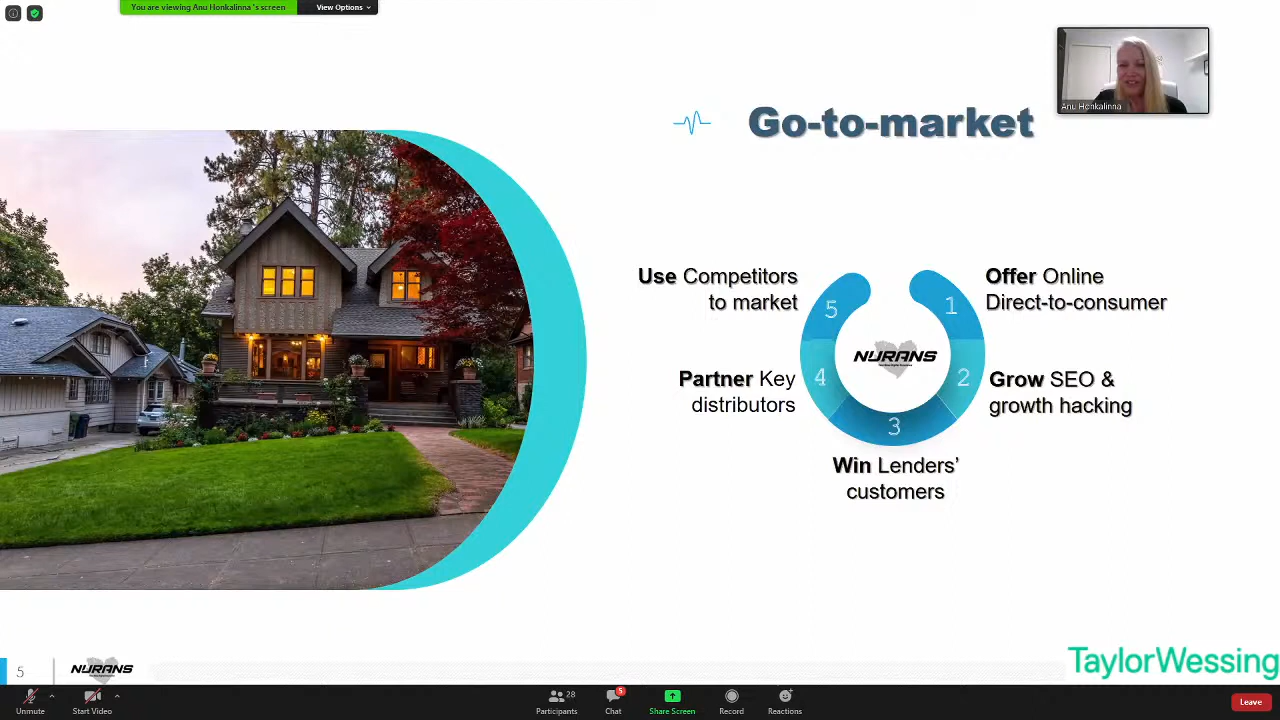 You are viewing Anu Honkalinna 's screen
View Options
Anu Honkalinna
Go-to-market
Use Competitors
to market
Offer Online
Direct-to-consumer
5
1
NURANS
Partner Key
distributors
4
2
Grow SEO &
growth hacking
3
Win Lenders'
customers
5
NURANS
TaylorWessing
Unmute
Start Video
28
Participants
5
Chat
Share Screen
Record
Reactions
Leave